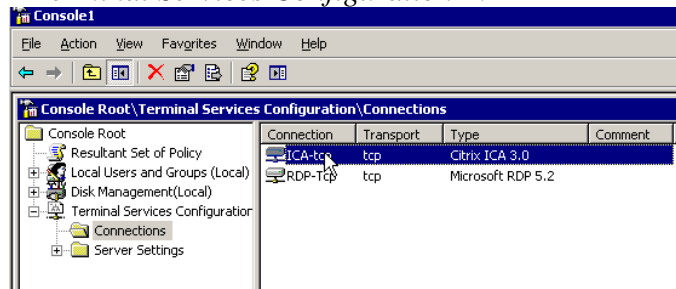 Console1
File Action View Favorites Window Help
Console Root\Terminal Services Configuration\Connections
Console Root
Resultant Set of Policy
Local Users and Groups (Local)
Disk Management(Local)
Terminal Services Configuration
Connections
Server Settings
Connection Transport Type Comment
ICA-tcp tcp Citrix ICA 3.0
RDP-Tcp tcp Microsoft RDP 5.2